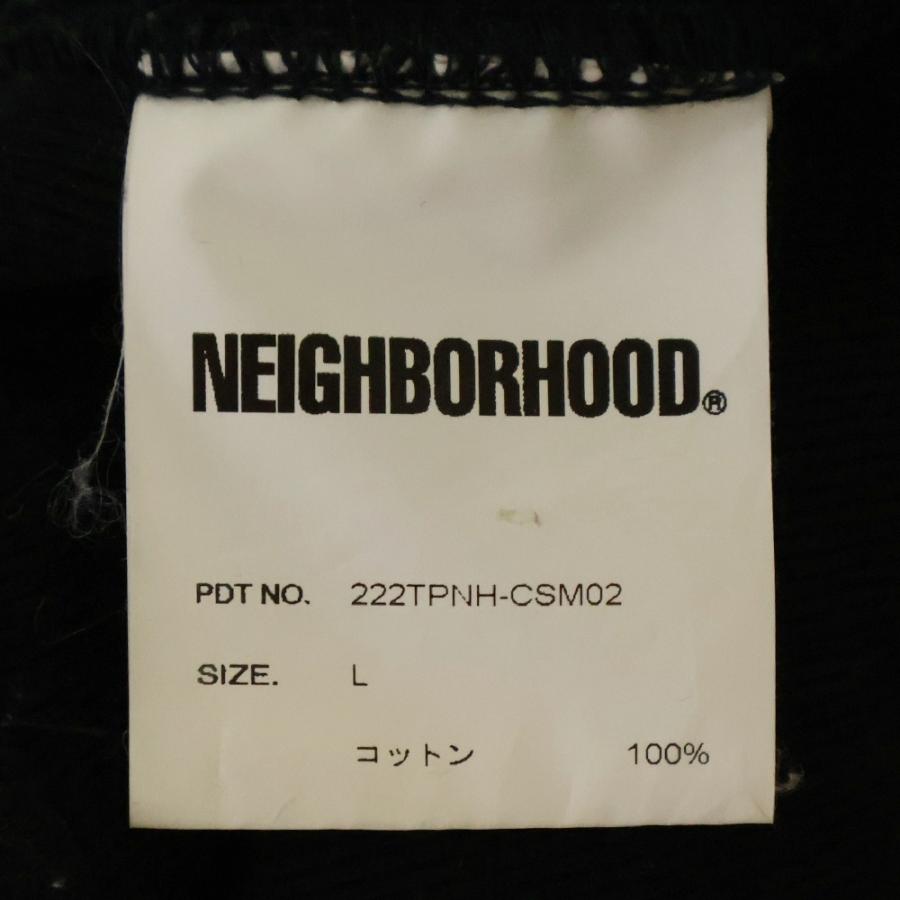 NEIGHBORHOOD®
PDT NO. 222TPNH-CSM02
SIZE. L
コットン 100%